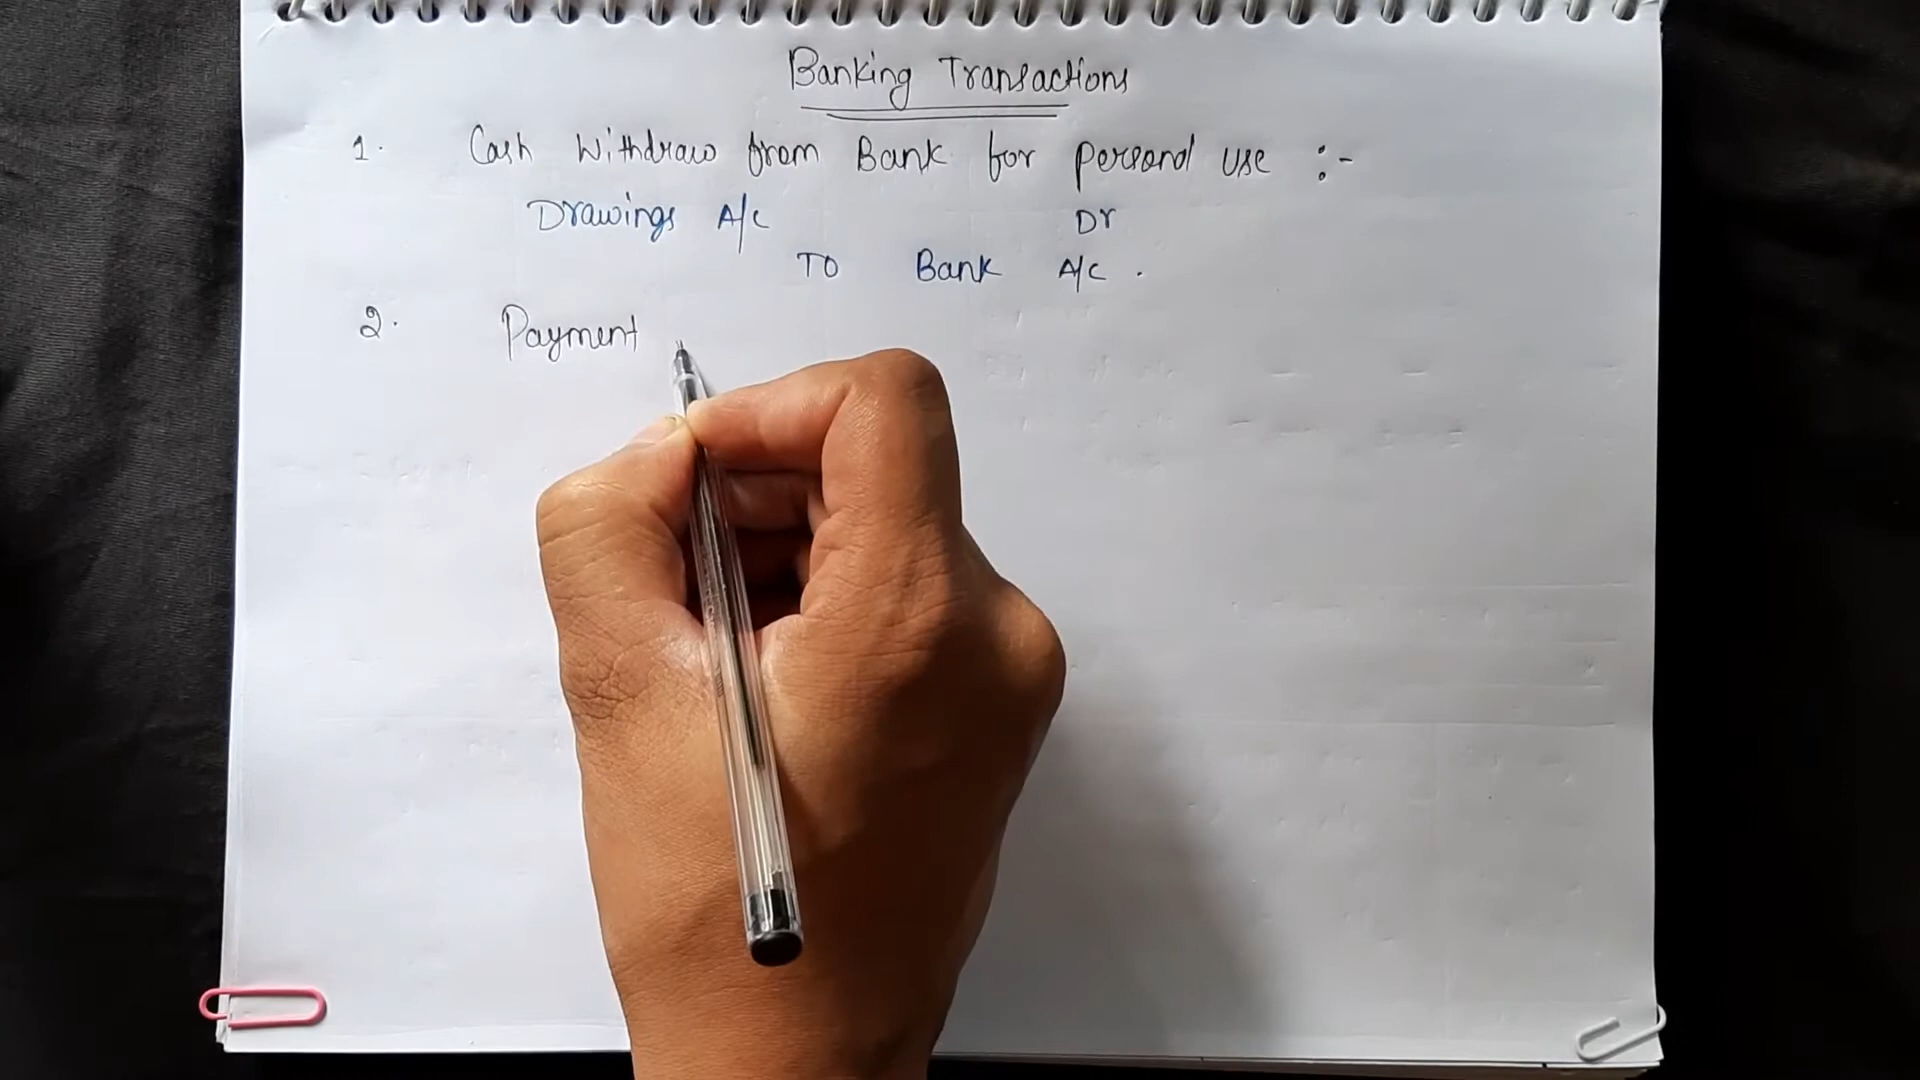 Banking Transactions
1. Cash Withdraw from Bank for personal use :-
Drawings A/c Dr
TO Bank A/c .
2. Payment